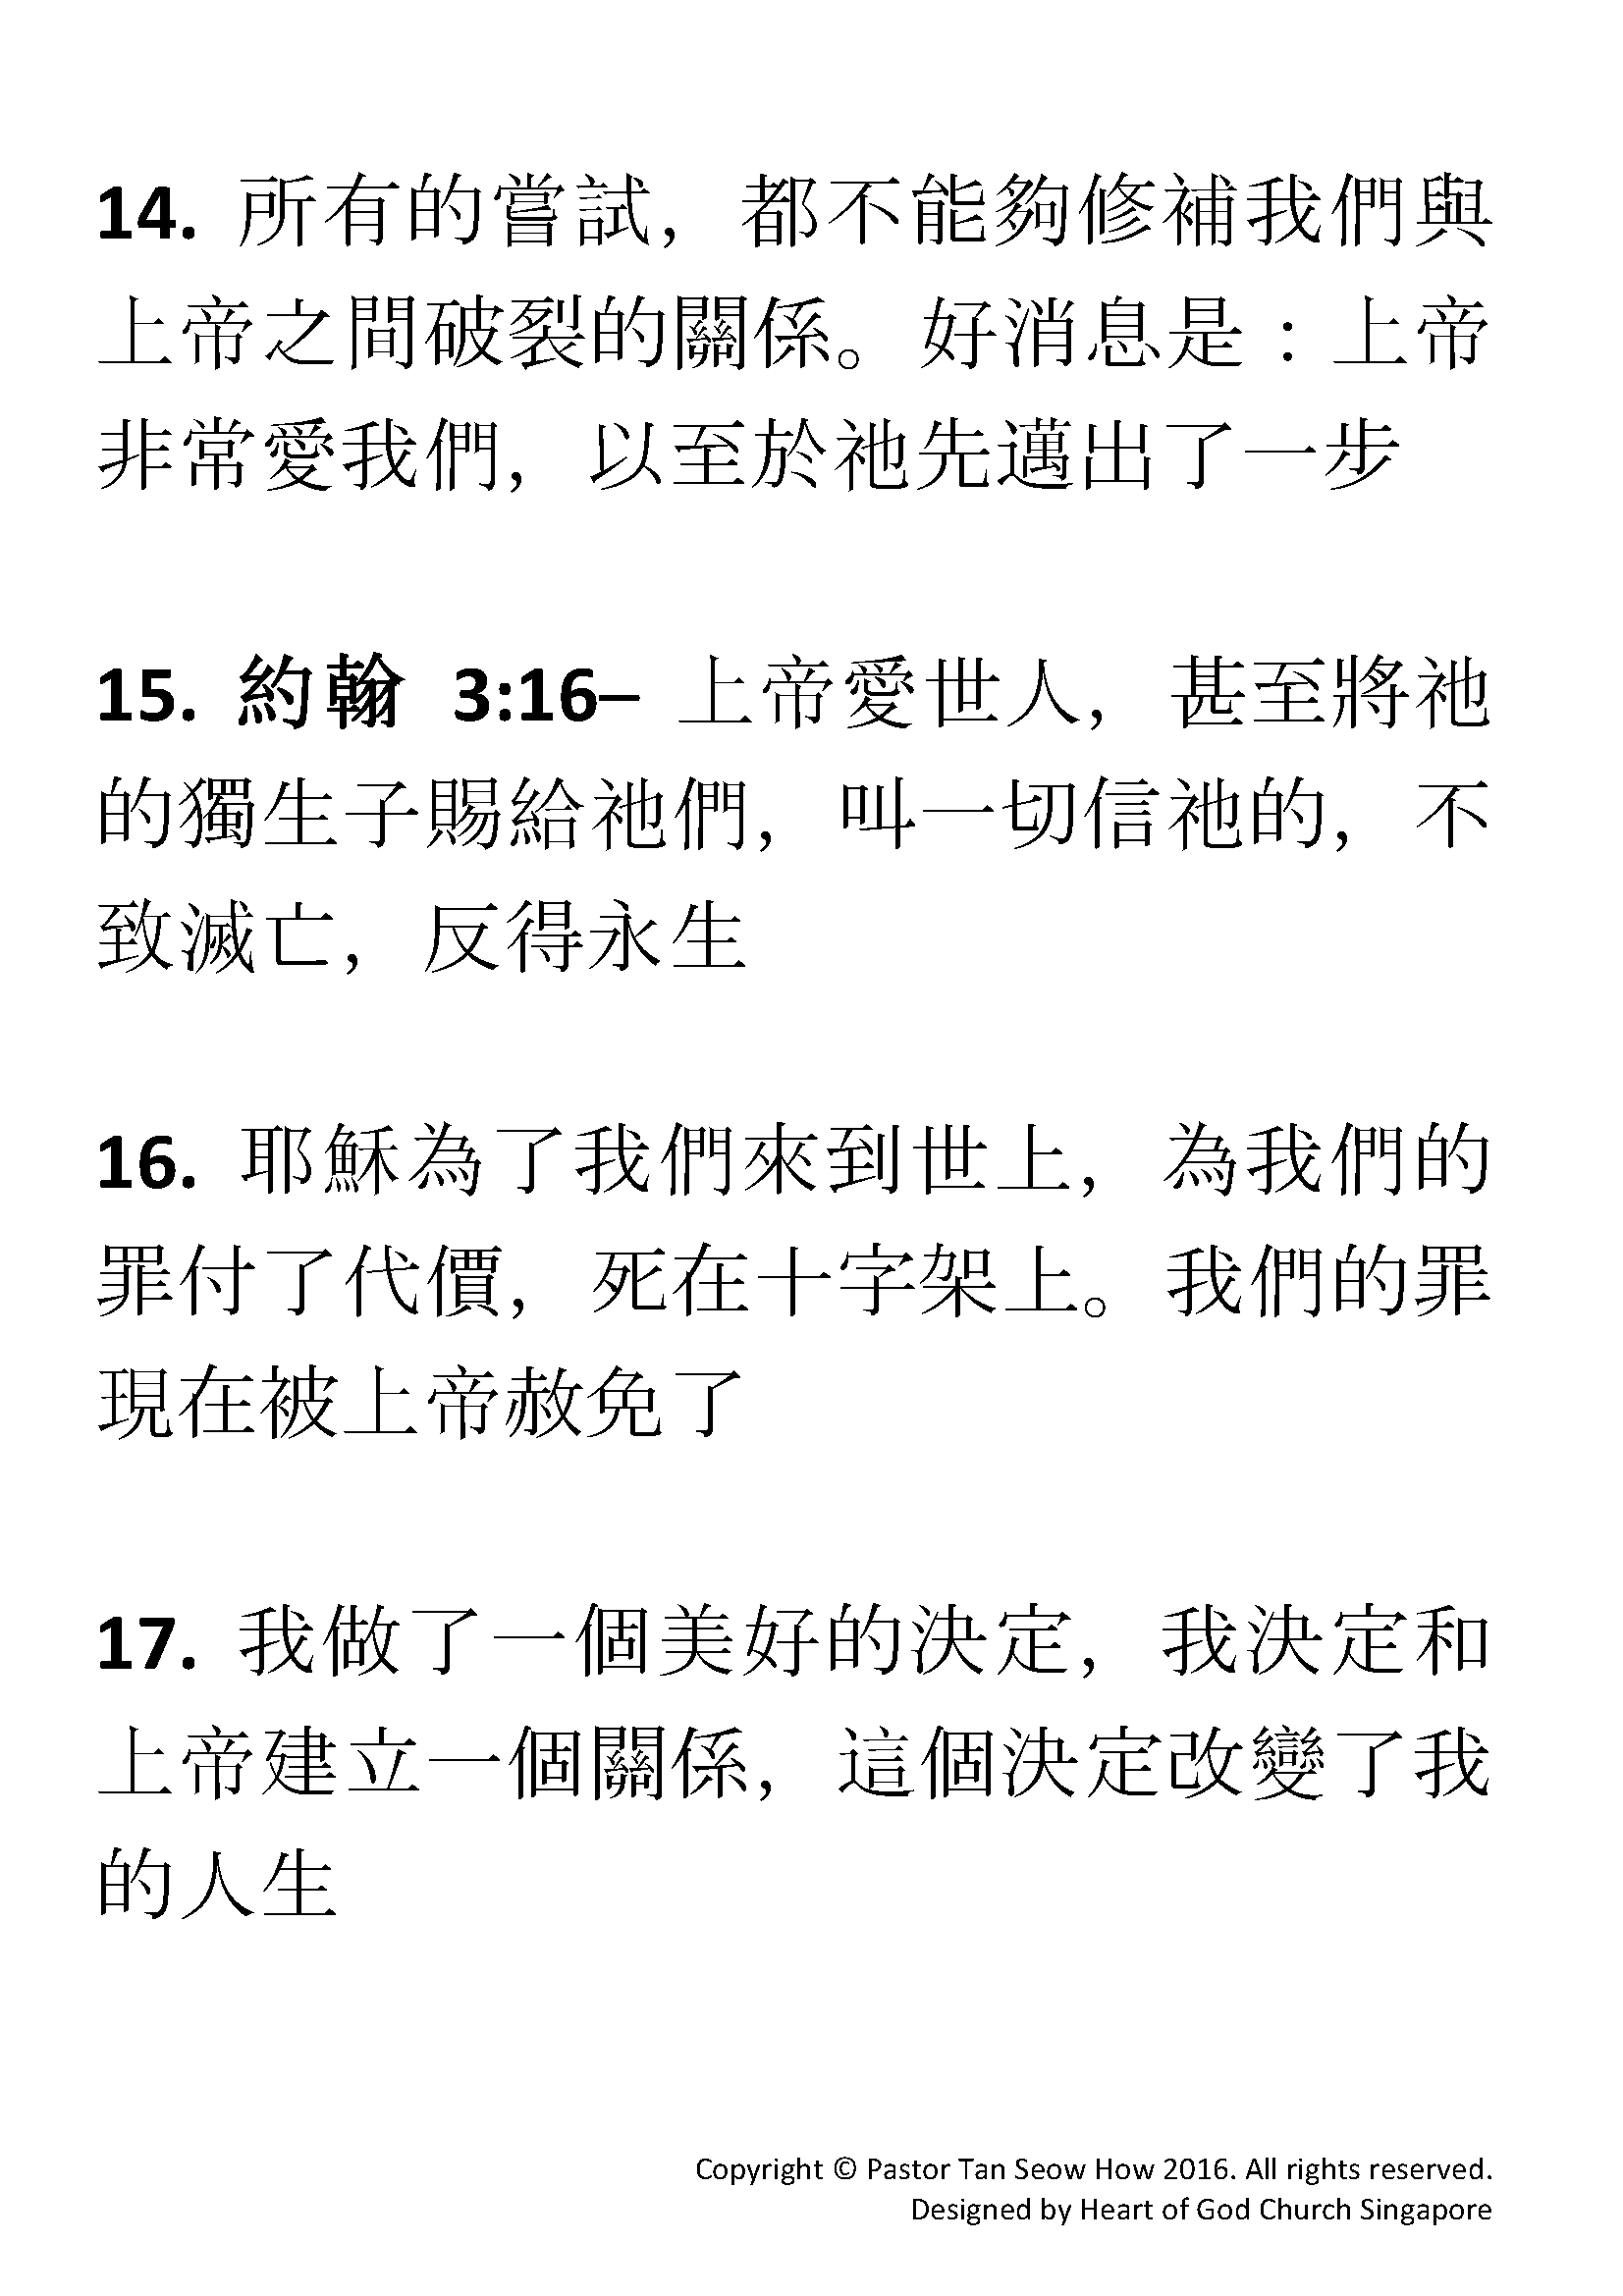 14. 所有的嘗試，都不能夠修補我們與
上帝之間破裂的關係。好消息是：上帝
非常愛我們，以至於祂先邁出了一步
15. 約翰 3:16– 上帝愛世人，甚至將祂
的獨生子賜給祂們，叫一切信祂的，不
致滅亡，反得永生
16. 耶穌為了我們來到世上，為我們的
罪付了代價，死在十字架上。我們的罪
現在被上帝赦免了
17. 我做了一個美好的決定，我決定和
上帝建立一個關係，這個決定改變了我
的人生
Copyright © Pastor Tan Seow How 2016. All rights reserved.
Designed by Heart of God Church Singapore